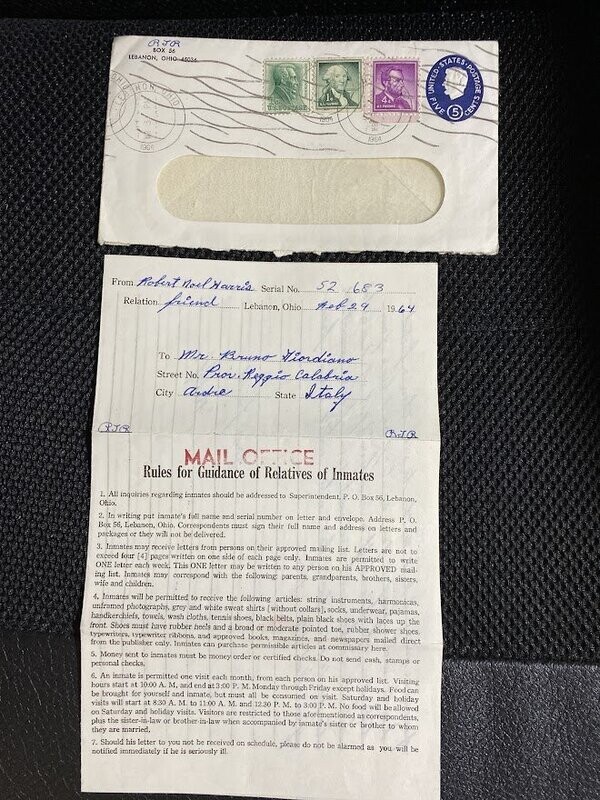 RJR
BOX 56
LEBANON, OHIO 45036
UNITED STATES POSTAGE
FIVE 5 CENTS
OHIO
1964
1964
4¢
From Robert Noel Harris Serial No. 52 683
Relation friend Lebanon, Ohio Feb 29 1964
To Mr. Bruno Giordiano
Street No. Prov. Reggio Calabria
City Ardre State Italy
RJR RJR
MAIL OFFICE
Rules for Guidance of Relatives of Inmates
1. All inquiries regarding inmates should be addressed to Superintendent, P. O. Box 56, Lebanon,
Ohio.
2. In writing put inmate's full name and serial number on letter and envelope. Address P. O.
Box 56, Lebanon, Ohio. Correspondents must sign their full name and address on letters and
packages or they will not be delivered.
3. Inmates may receive letters from persons on their approved mailing list. Letters are not to
exceed four [4] pages written on one side of each page only. Inmates are permitted to write
ONE letter each week. This ONE letter may be written to any person on his APPROVED mail-
ing list. Inmates may correspond with the following parents, grandparents, brothers, sisters,
wife and children.
4. Inmates will be permitted to receive the following articles: string instruments, harmonicas,
unframed photographs, grey and white sweat shirts [without collars], socks, underwear, pajamas,
handkerchiefs, towels, wash cloths, tennis shoes, black belts, plain black shoes with laces up the
front. Shoes must have rubber heels and a broad or moderate pointed toe, rubber shower shoes,
typewriters, typewriter ribbons, and approved books, magazines, and newspapers mailed direct
from the publisher only. Inmates can purchase permissible articles at commissary here.
5. Money sent to inmates must be money order or certified checks. Do not send cash, stamps or
personal checks.
6. An inmate is permitted one visit each month, from each person on his approved list. Visiting
hours start at 10:00 A. M. and end at 3:00 P. M. Monday through Friday except holidays. Food can
be brought for yourself and inmate, but must all be consumed on visit. Saturday and holiday
visits will start at 8.30 A. M. to 11:00 A. M. and 12.30 P. M. to 3:00 P. M. No food will be allowed
on Saturday and holiday visits. Visitors are restricted to those aforementioned as correspondents,
plus the sister-in-law or brother-in-law when accompanied by inmate's sister or brother to whom
they are married.
7. Should his letter to you not be received on schedule, please do not be alarmed as you will be
notified immediately if he is seriously ill.